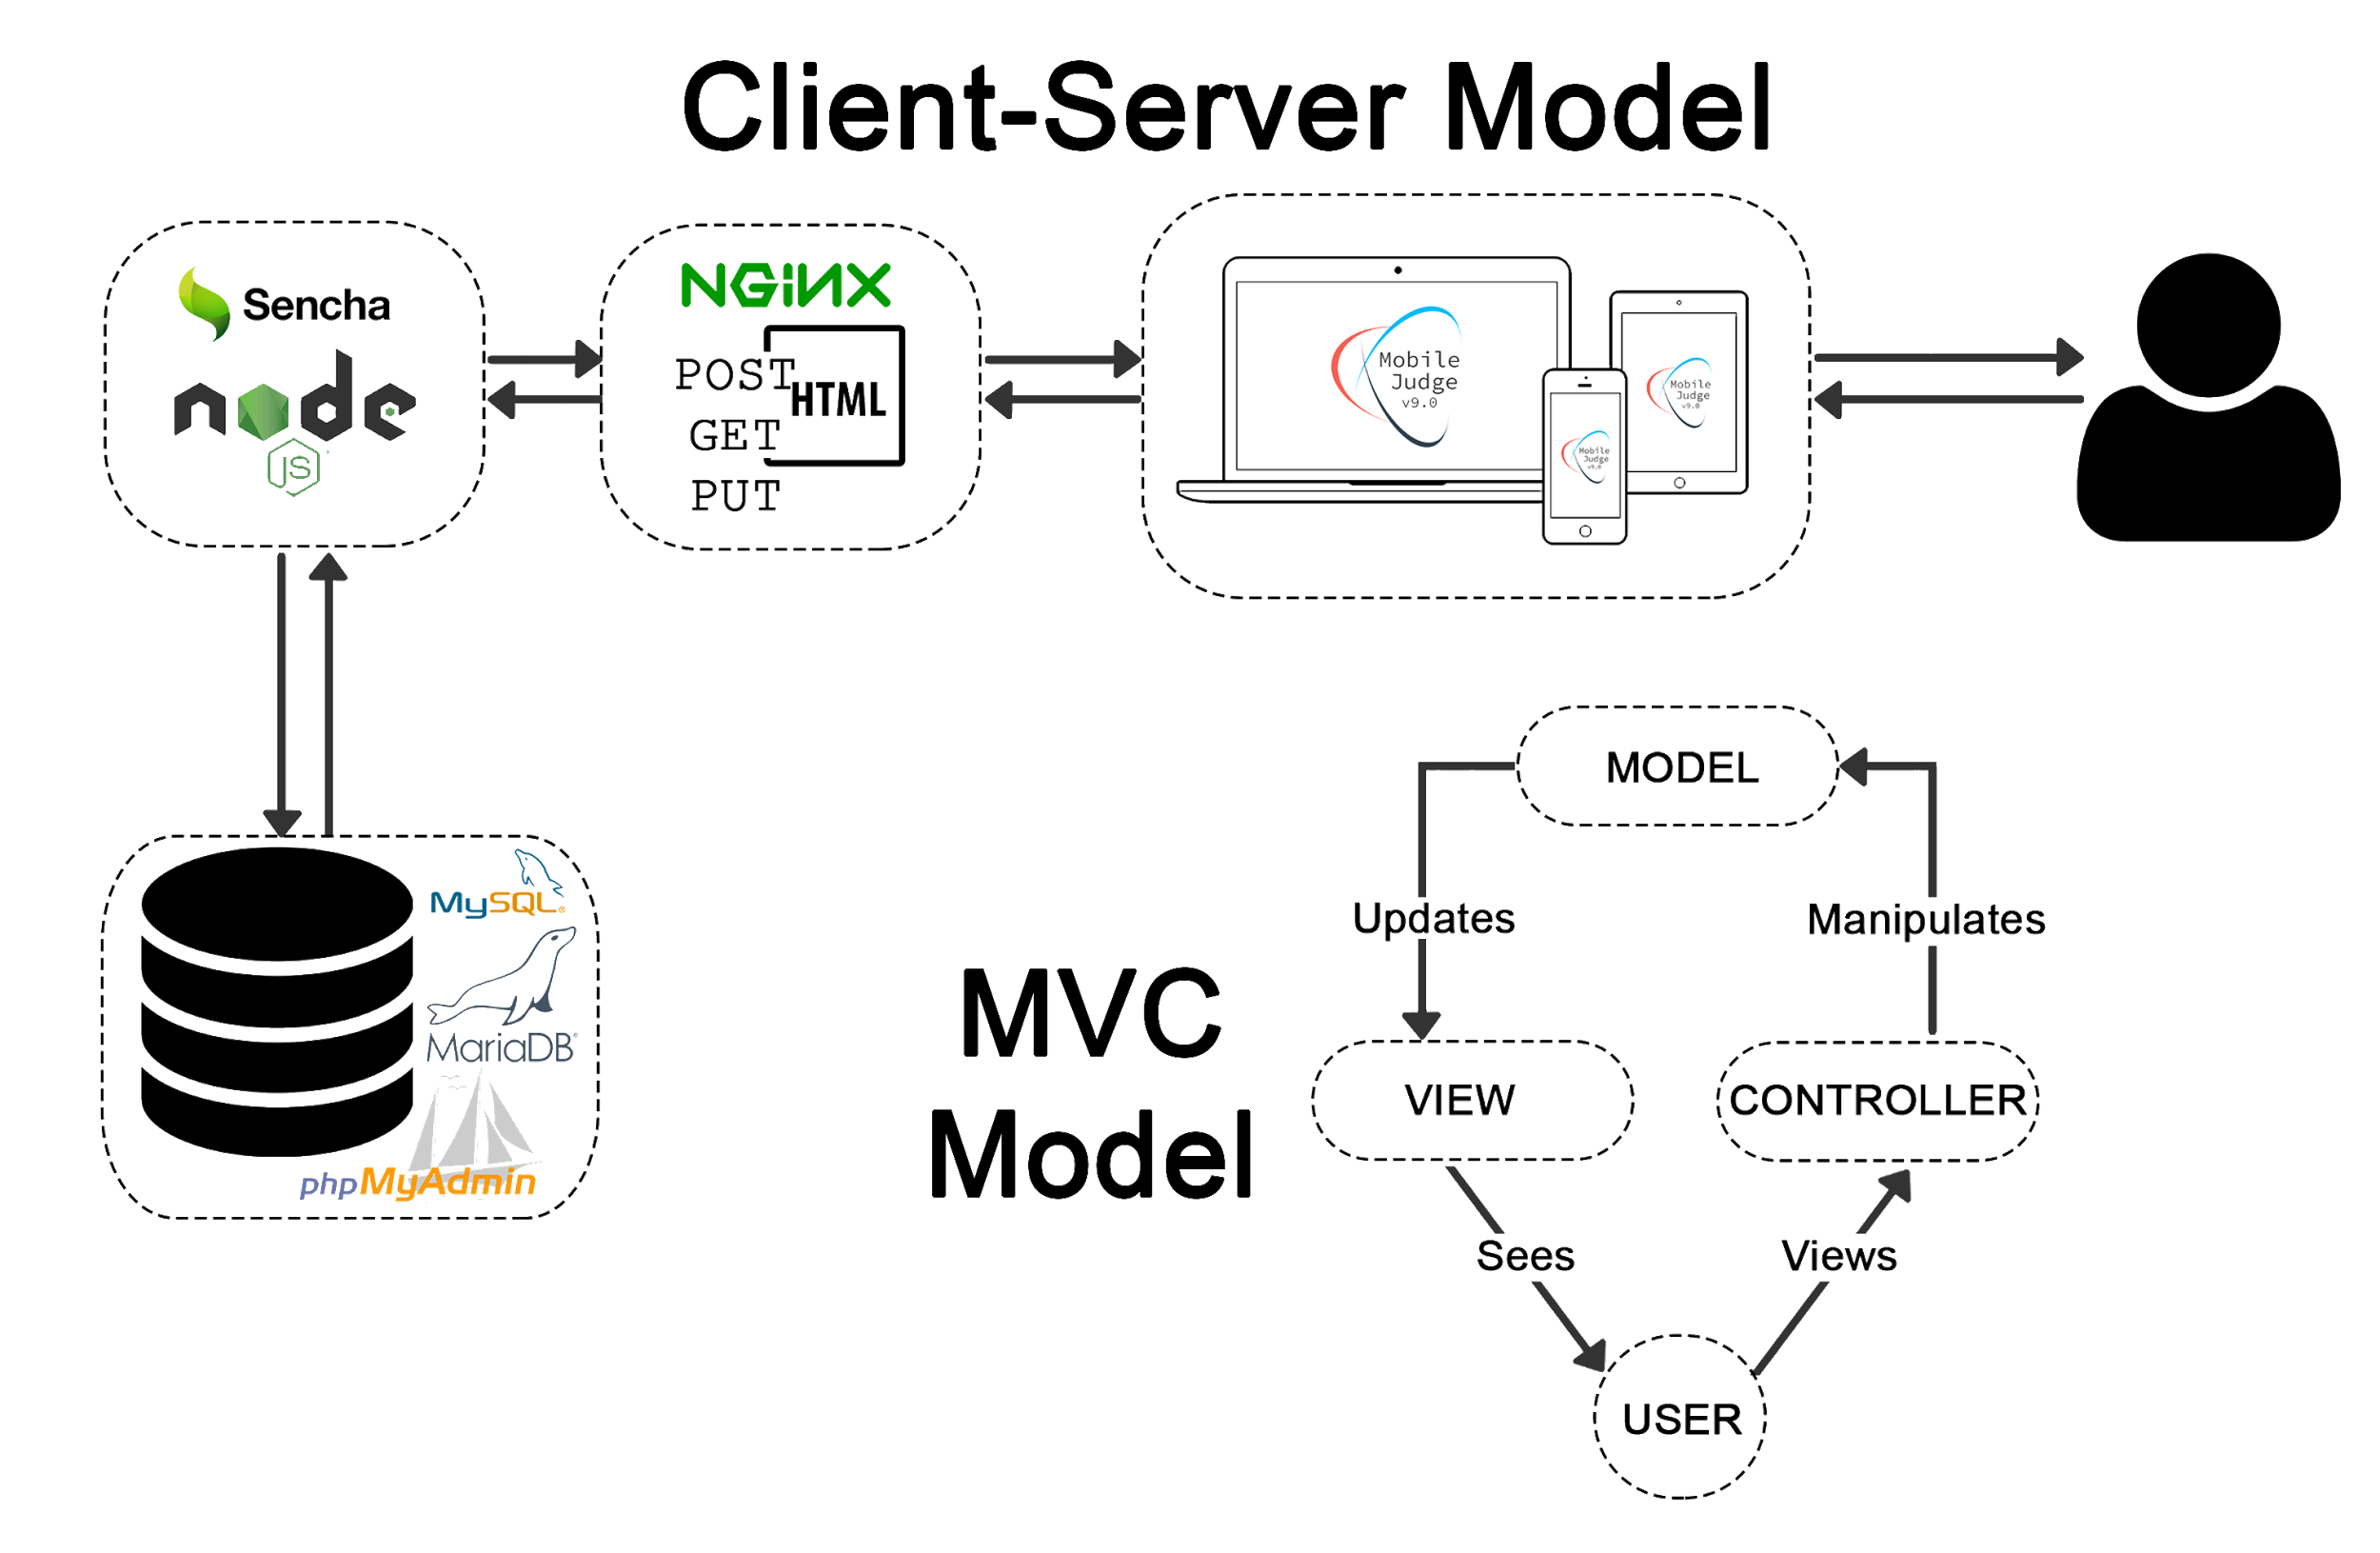 Client-Server Model
Sencha
node
JS
NGiNX
POST
HTML
GET
PUT
Mobile
Judge
v9.0
Mobile
Judge
v9.0
Mobile
Judge
v9.0
MySQL®
MariaDB®
phpMyAdmin
MVC
Model
MODEL
Updates
Manipulates
VIEW
CONTROLLER
Sees
Views
USER